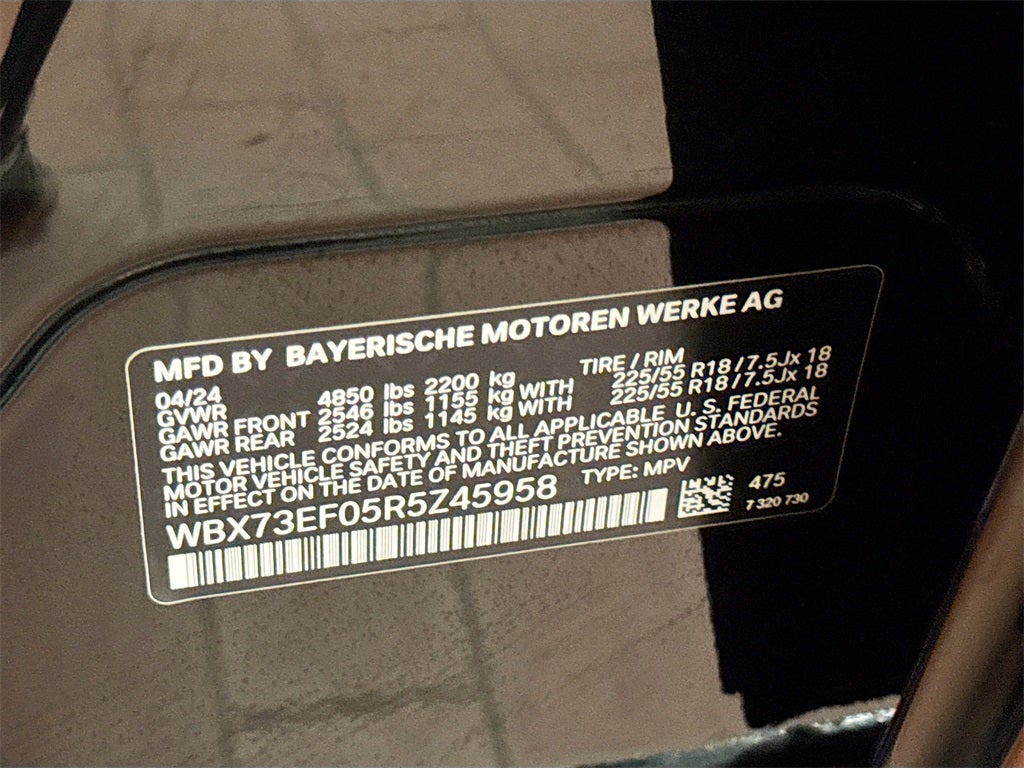 MFD BY BAYERISCHE MOTOREN WERKE AG
04/24 TIRE / RIM
GVWR 4850 lbs 2200 kg
GAWR FRONT 2546 lbs 1155 kg WITH 225/55 R18 / 7.5Jx 18
GAWR REAR 2524 lbs 1145 kg WITH 225/55 R18 / 7.5Jx 18
THIS VEHICLE CONFORMS TO ALL APPLICABLE U. S. FEDERAL
MOTOR VEHICLE SAFETY AND THEFT PREVENTION STANDARDS
IN EFFECT ON THE DATE OF MANUFACTURE SHOWN ABOVE.
WBX73EF05R5Z45958 TYPE: MPV
475
7 320 730